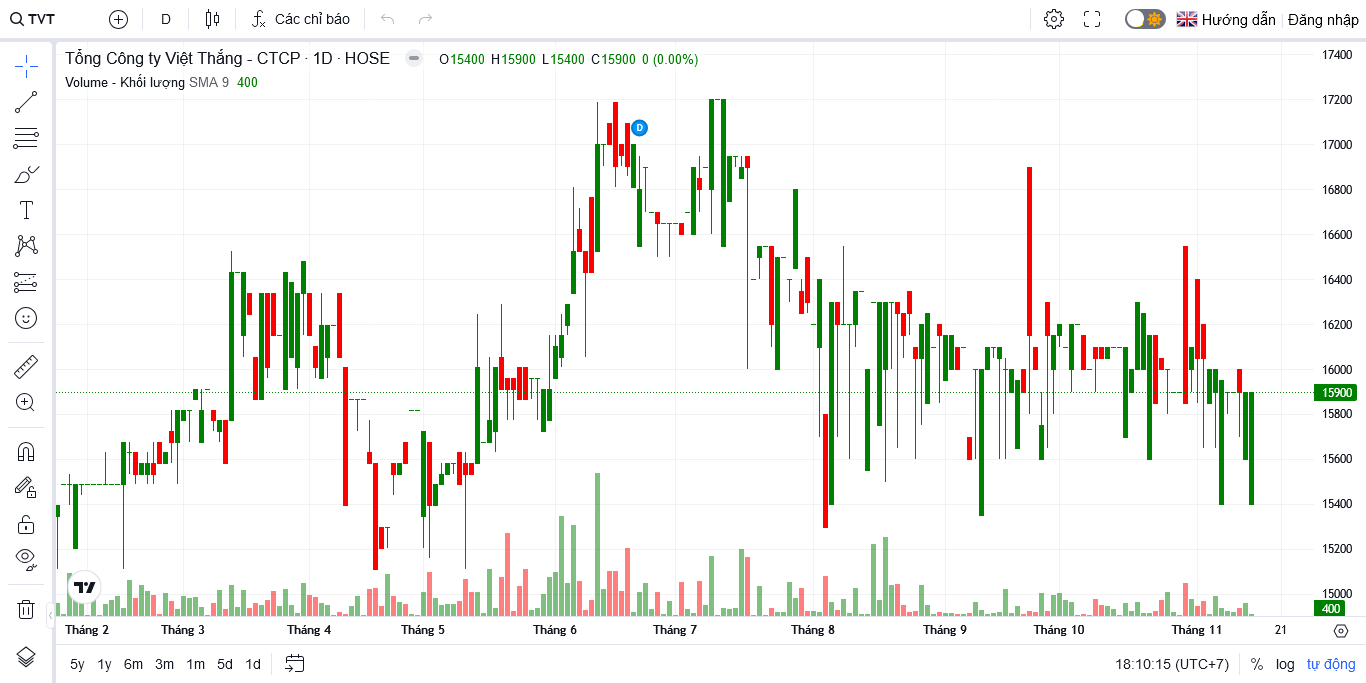 TVT D Các chỉ báo Hướng dẫn Đăng nhập
Tổng Công ty Việt Thắng - CTCP · 1D · HOSE O15400 H15900 L15400 C15900 0 (0.00%)
Volume - Khối lượng SMA 9 400
D
17400
17200
17000
16800
16600
16400
16200
16000
15900
15800
15600
15400
15200
15000
400
Tháng 2 Tháng 3 Tháng 4 Tháng 5 Tháng 6 Tháng 7 Tháng 8 Tháng 9 Tháng 10 Tháng 11 21
5y 1y 6m 3m 1m 5d 1d 18:10:15 (UTC+7) % log tự động